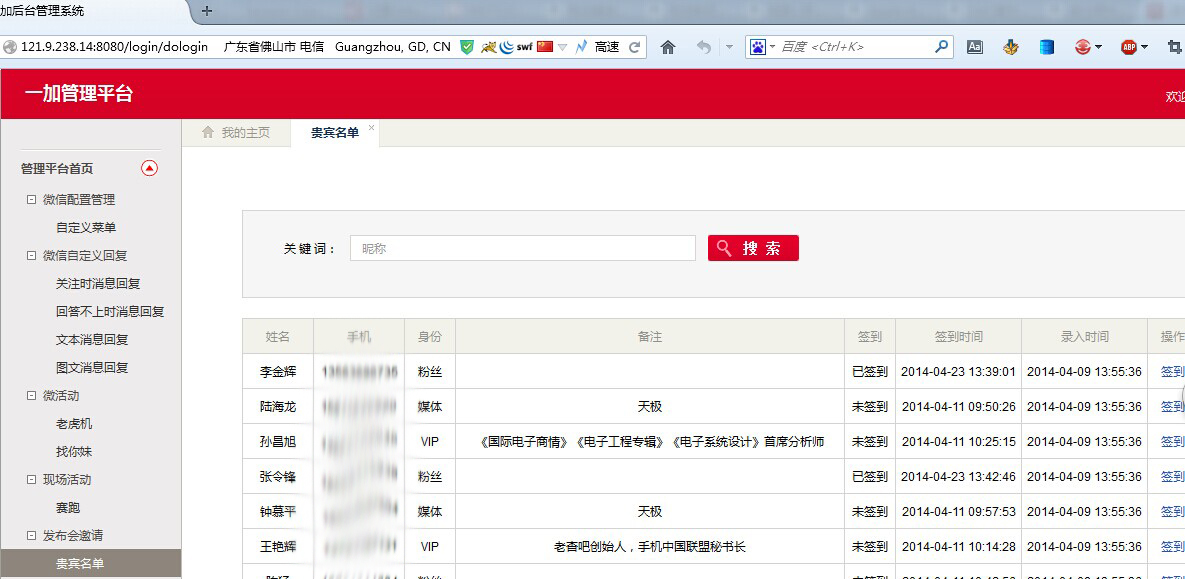 加后台管理系统
121.9.238.14:8080/login/dologin 广东省佛山市 电信 Guangzhou, GD, CN swf 高速 百度 <Ctrl+K> Aa ABP
一加管理平台 欢迎
我的主页 贵宾名单
管理平台首页
微信配置管理
自定义菜单
微信自定义回复
关注时消息回复
回答不上时消息回复
文本消息回复
图文消息回复
微活动
老虎机
找你妹
现场活动
赛跑
发布会邀请
贵宾名单
关键词： 昵称 搜索
姓名 手机 身份 备注 签到 签到时间 录入时间 操作
李金辉 粉丝 已签到 2014-04-23 13:39:01 2014-04-09 13:55:36 签到
陆海龙 媒体 天极 未签到 2014-04-11 09:50:26 2014-04-09 13:55:36 签到
孙昌旭 VIP 《国际电子商情》《电子工程专辑》《电子系统设计》首席分析师 未签到 2014-04-11 10:25:15 2014-04-09 13:55:36 签到
张令锋 粉丝 已签到 2014-04-23 13:42:46 2014-04-09 13:55:36 签到
钟慕平 媒体 天极 未签到 2014-04-11 09:57:53 2014-04-09 13:55:36 签到
王艳辉 VIP 老杳吧创始人，手机中国联盟秘书长 未签到 2014-04-11 10:14:28 2014-04-09 13:55:36 签到